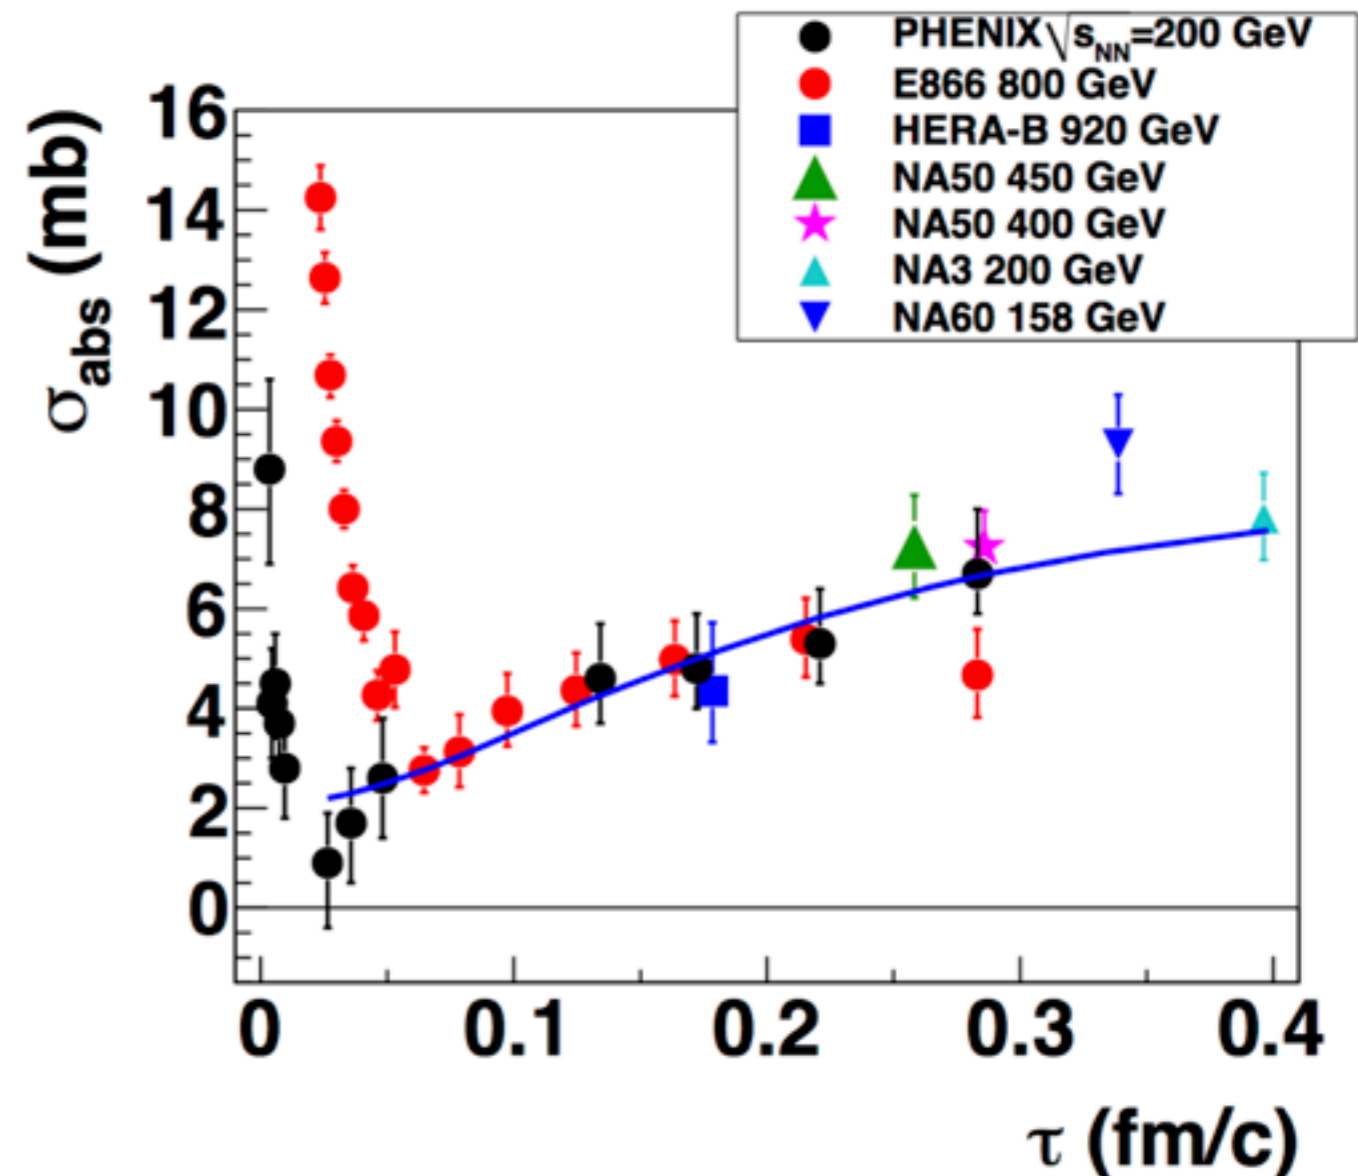 PHENIX √sNN=200 GeV
E866 800 GeV
HERA-B 920 GeV
NA50 450 GeV
NA50 400 GeV
NA3 200 GeV
NA60 158 GeV
σabs (mb)
16
14
12
10
8
6
4
2
0
0 0.1 0.2 0.3 0.4
τ (fm/c)